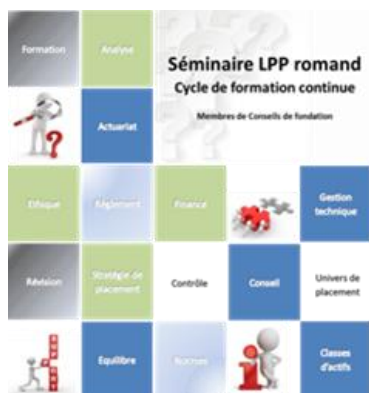 Formation
Analyse
Séminaire LPP romand
Cycle de formation continue
Membres de Conseils de fondation
Actuariat
Ethique
Règlement
Finance
Gestion
technique
Révision
Stratégie de
placement
Contrôle
Conseil
Univers de
placement
Equilibre
Normes
Classes
d'actifs